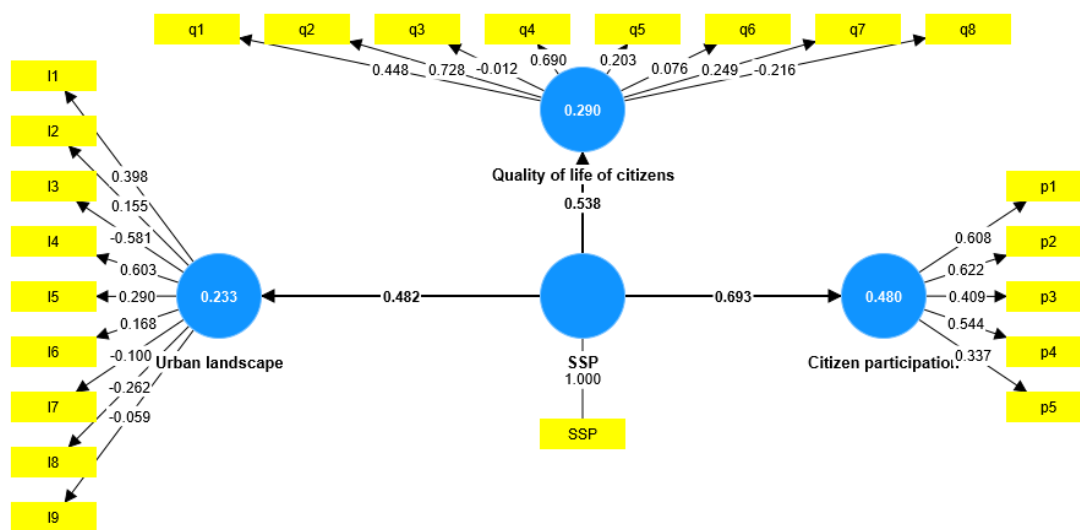 q1 q2 q3 q4 q5 q6 q7 q8
0.448 0.728 -0.012 0.690 0.203 0.076 0.249 -0.216
0.290
Quality of life of citizens
0.538
l1
l2
l3
l4
l5
l6
l7
l8
l9
0.398
0.155
-0.581
0.603
0.290
0.168
-0.100
-0.262
-0.059
0.233
Urban landscape
0.482
SSP
1.000
SSP
0.693
0.480
Citizen participation
0.608
0.622
0.409
0.544
0.337
p1
p2
p3
p4
p5